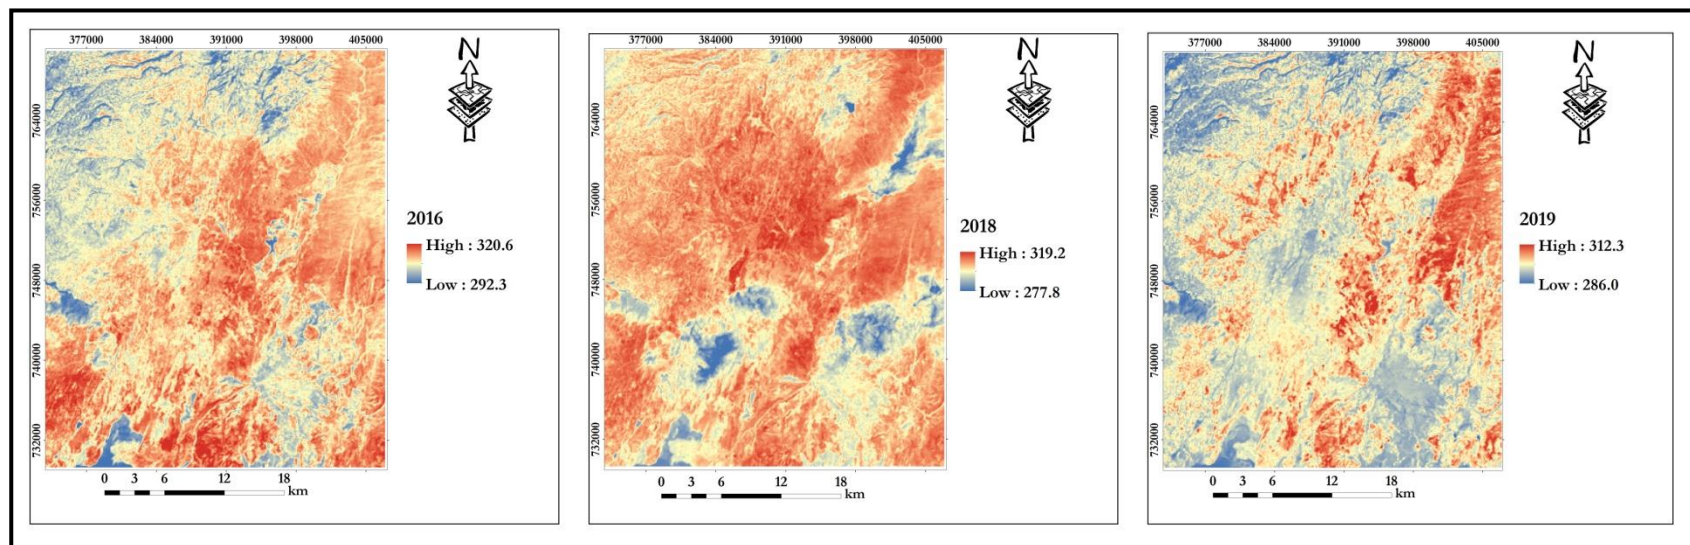 377000 384000 391000 398000 405000
N
764000
756000
748000
740000
732000
2016
High : 320.6
Low : 292.3
0 3 6 12 18
km
377000 384000 391000 398000 405000
N
764000
756000
748000
740000
732000
2018
High : 319.2
Low : 277.8
0 3 6 12 18
km
377000 384000 391000 398000 405000
N
764000
756000
748000
740000
732000
2019
High : 312.3
Low : 286.0
0 3 6 12 18
km